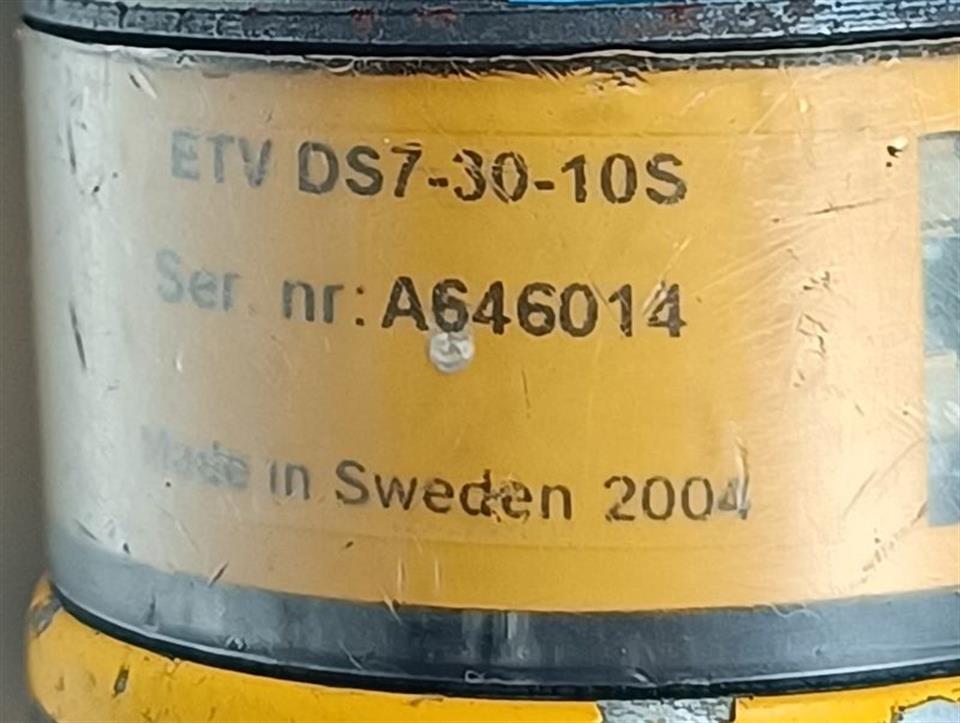 ETV DS7-30-10S
Ser. nr: A646014
Made in Sweden 2004